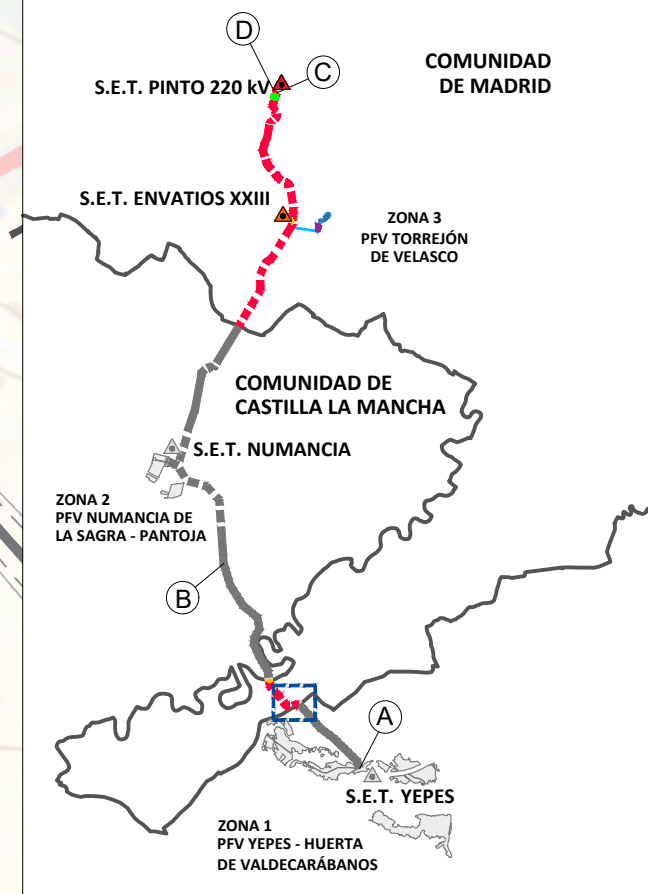 D
C
COMUNIDAD
DE MADRID
S.E.T. PINTO 220 kV
S.E.T. ENVATIOS XXIII
ZONA 3
PFV TORREJÓN
DE VELASCO
COMUNIDAD DE
CASTILLA LA MANCHA
S.E.T. NUMANCIA
ZONA 2
PFV NUMANCIA DE
LA SAGRA - PANTOJA
B
A
S.E.T. YEPES
ZONA 1
PFV YEPES - HUERTA
DE VALDECARÁBANOS